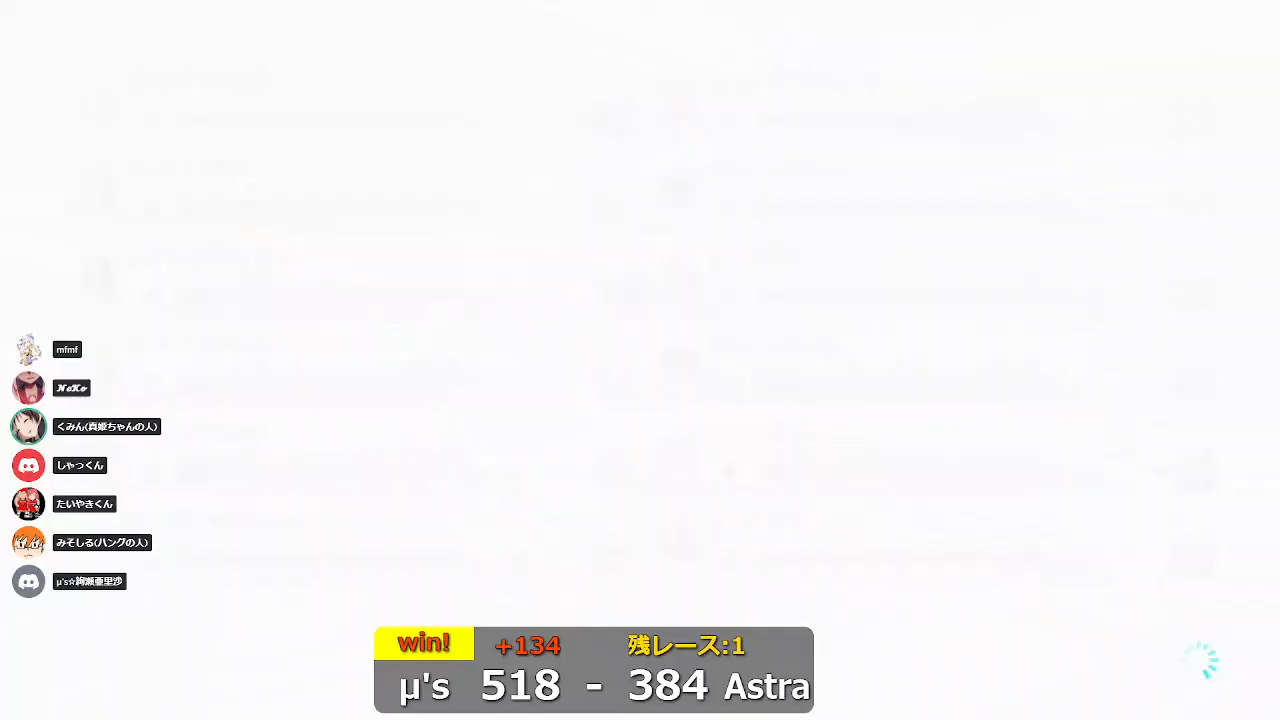 mfmf
NeKo
くみん(真姫ちゃんの人)
しゃっくん
たいやきくん
みそしる(ハングの人)
μ's☆絢瀬亜里沙
win! +134 残レース:1
μ's 518 - 384 Astra